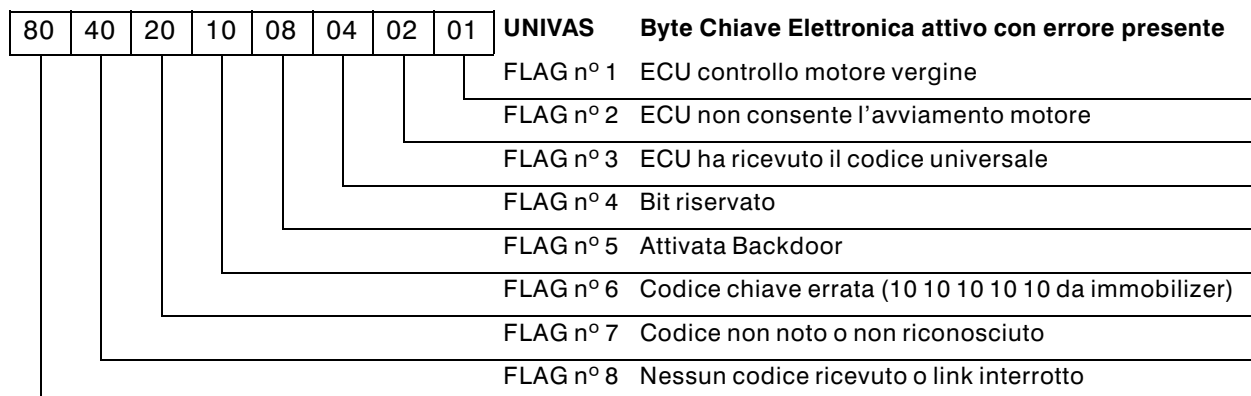 80 40 20 10 08 04 02 01 UNIVAS Byte Chiave Elettronica attivo con errore presente
FLAG nº 1 ECU controllo motore vergine
FLAG nº 2 ECU non consente l'avviamento motore
FLAG nº 3 ECU ha ricevuto il codice universale
FLAG nº 4 Bit riservato
FLAG nº 5 Attivata Backdoor
FLAG nº 6 Codice chiave errata (10 10 10 10 10 da immobilizer)
FLAG nº 7 Codice non noto o non riconosciuto
FLAG nº 8 Nessun codice ricevuto o link interrotto